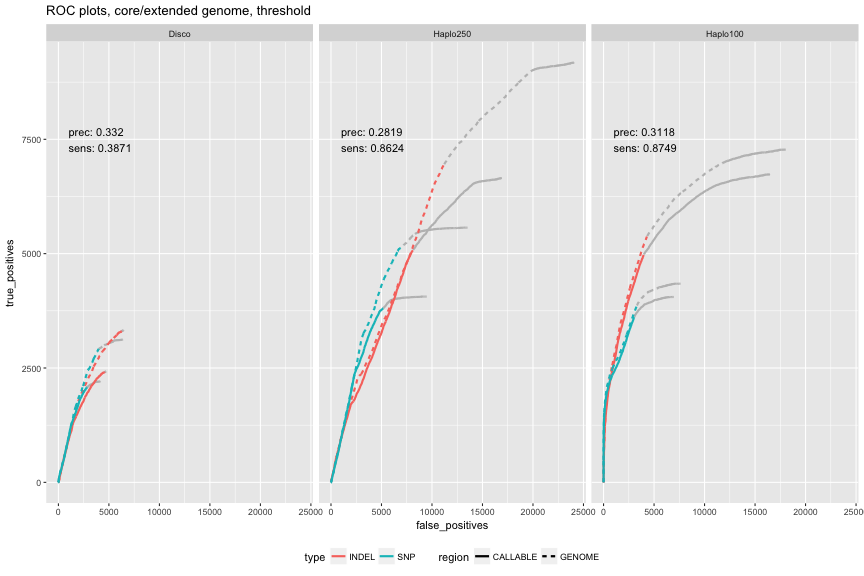 ROC plots, core/extended genome, threshold
Disco Haplo250 Haplo100
prec: 0.332
sens: 0.3871
prec: 0.2819
sens: 0.8624
prec: 0.3118
sens: 0.8749
7500
5000
2500
0
true_positives
0 5000 10000 15000 20000 25000 0 5000 10000 15000 20000 25000 0 5000 10000 15000 20000 25000
false_positives
type INDEL SNP region CALLABLE GENOME